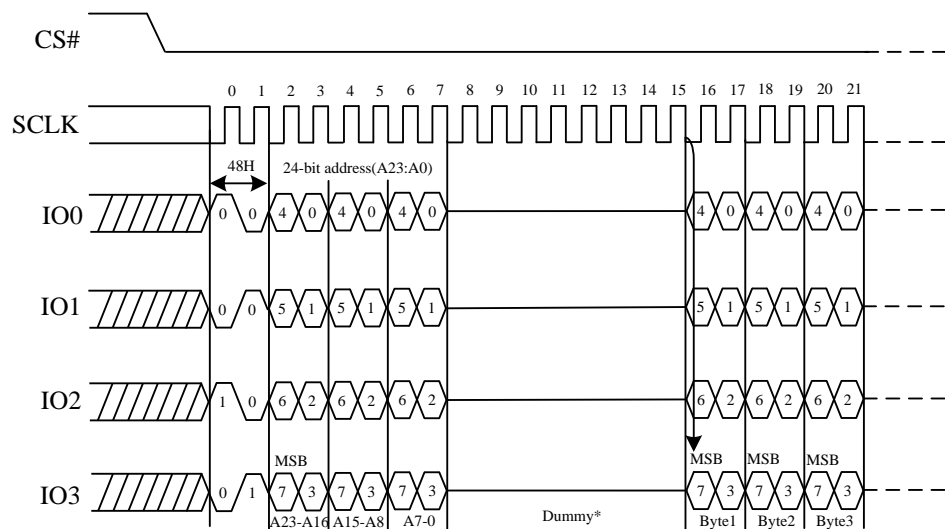 CS#
0 1 2 3 4 5 6 7 8 9 10 11 12 13 14 15 16 17 18 19 20 21
SCLK
48H 24-bit address(A23:A0)
IO0 0 0 4 0 4 0 4 0 4 0 4 0 4 0
IO1 0 0 5 1 5 1 5 1 5 1 5 1 5 1
IO2 1 0 6 2 6 2 6 2 6 2 6 2 6 2
MSB MSB MSB MSB
IO3 0 1 7 3 7 3 7 3 7 3 7 3 7 3
A23-A16 A15-A8 A7-0 Dummy* Byte1 Byte2 Byte3